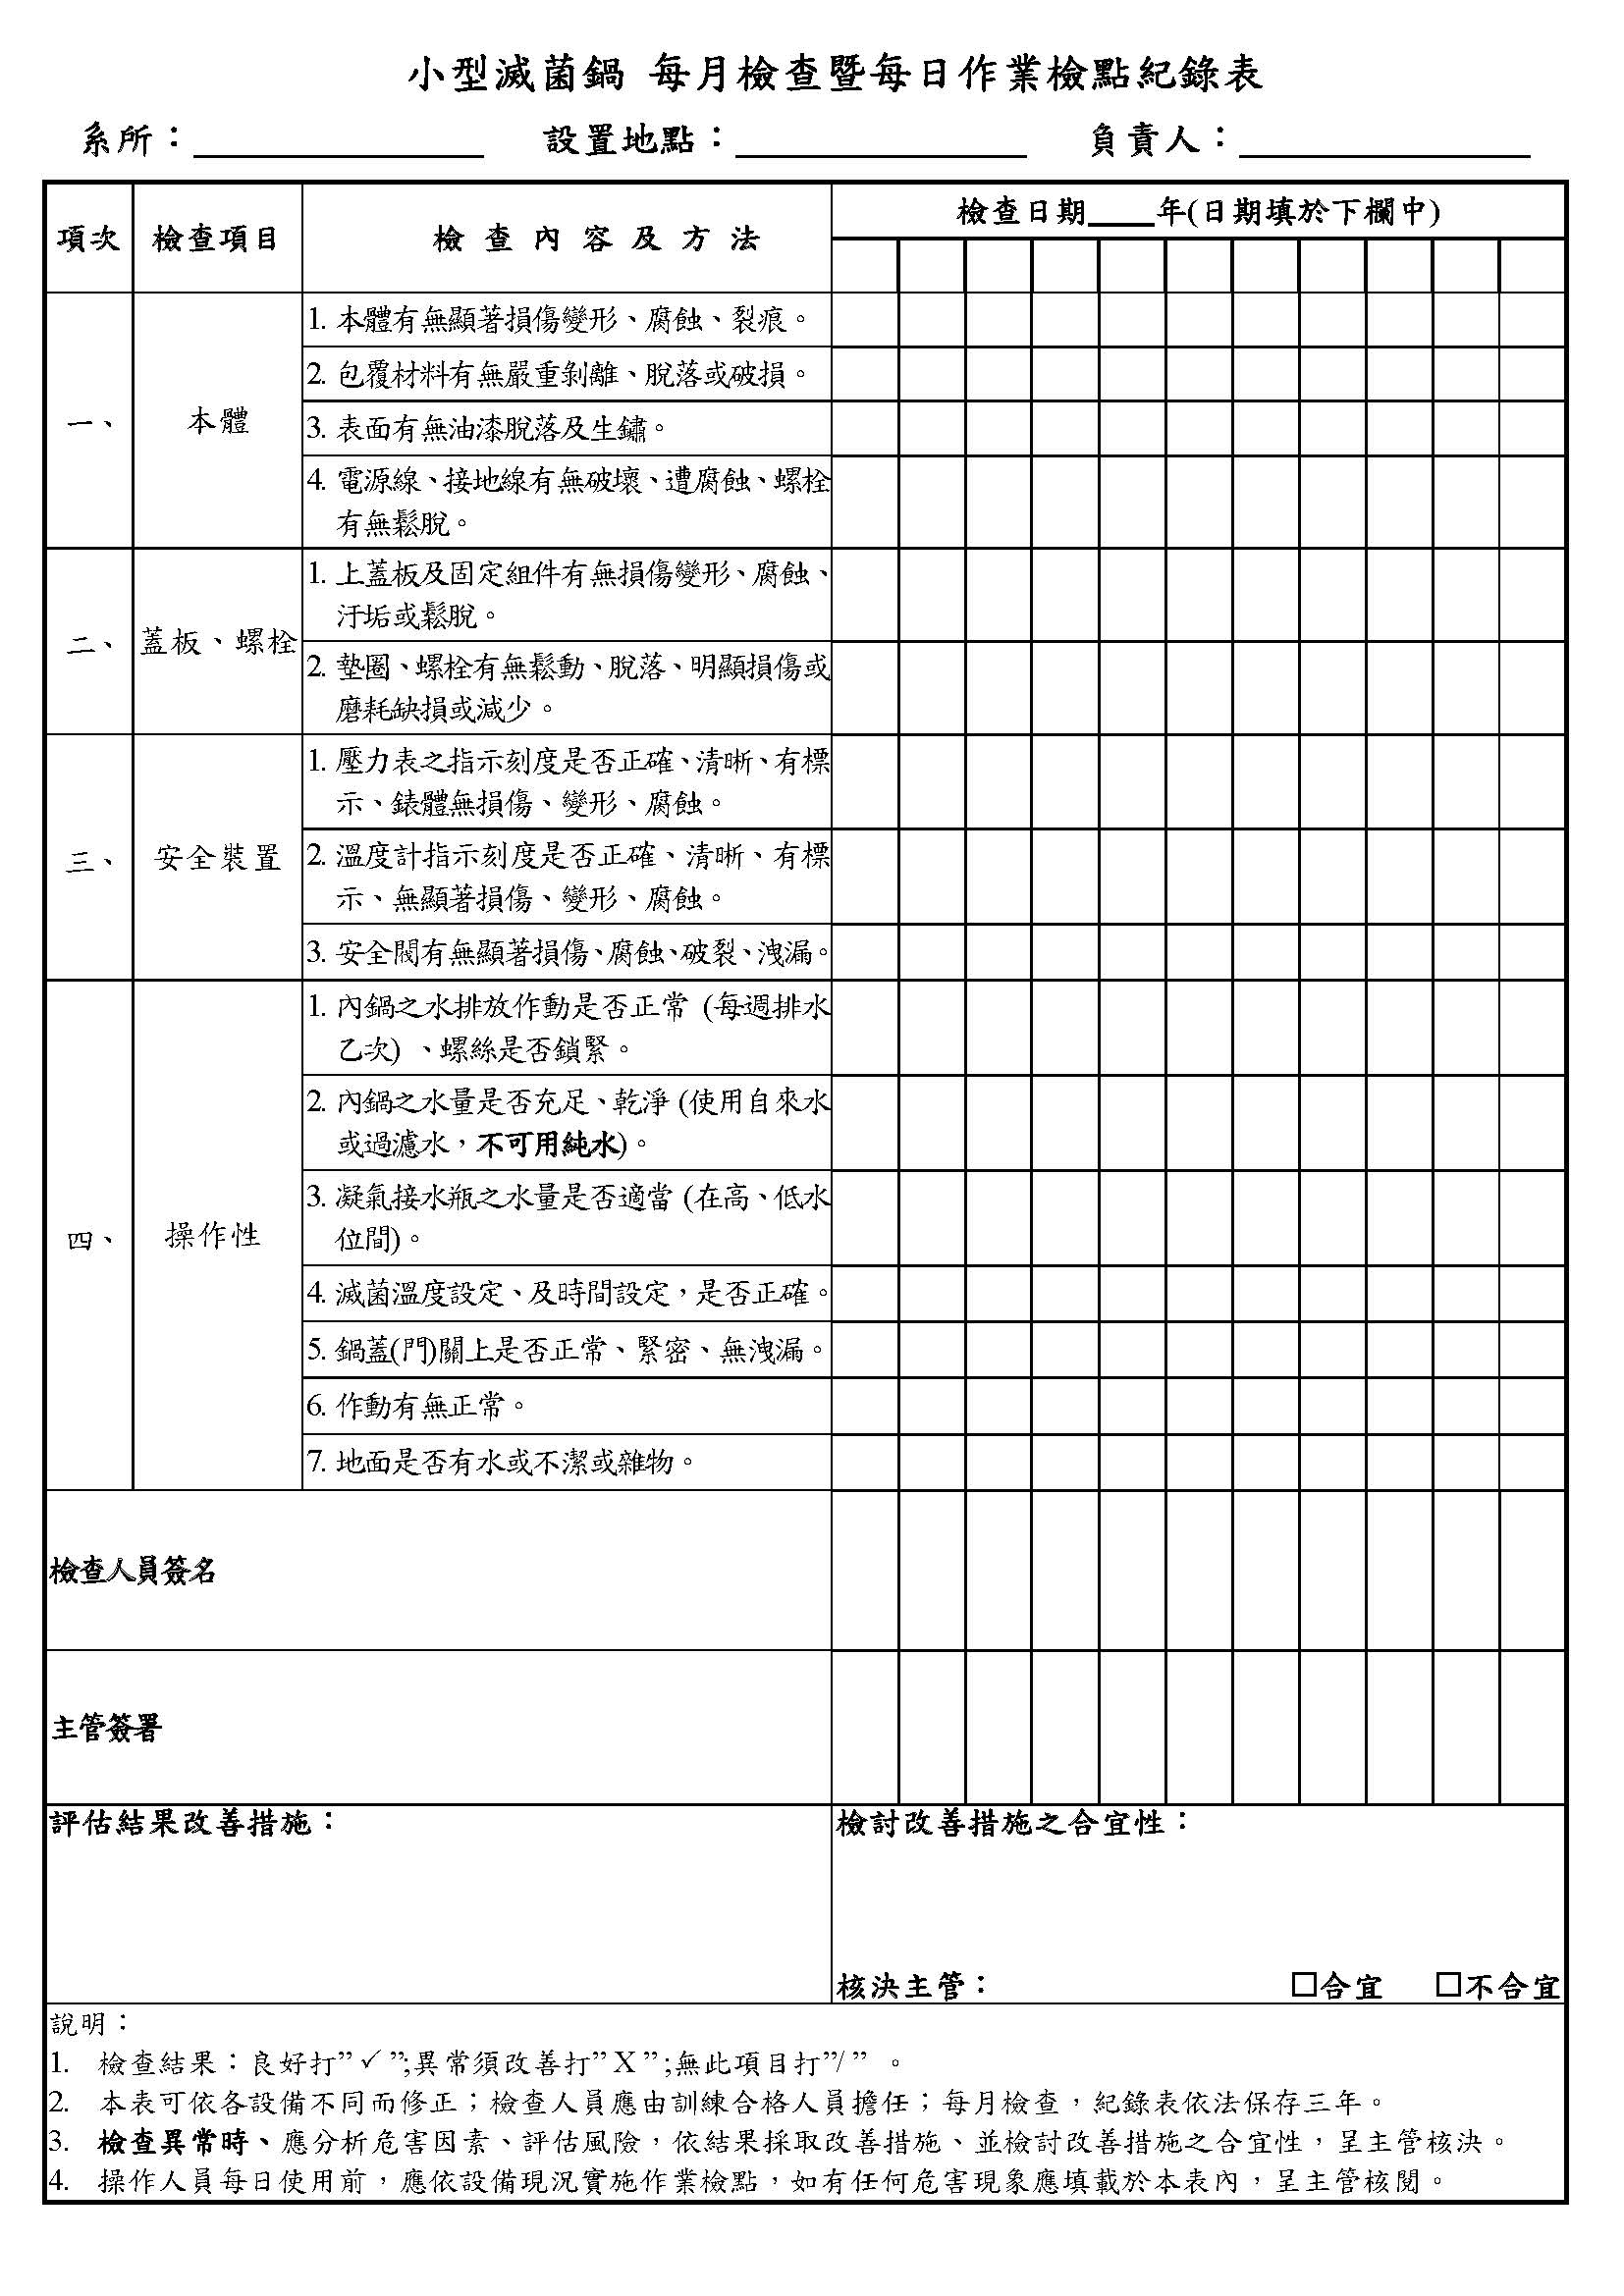 小型滅菌鍋 每月檢查暨每日作業檢點紀錄表
系所：　設置地點：　負責人：
項次 檢查項目 檢查內容及方法 檢查日期____年(日期填於下欄中)
一、 本體
1. 本體有無顯著損傷變形、腐蝕、裂痕。
2. 包覆材料有無嚴重剝離、脫落或破損。
3. 表面有無油漆脫落及生鏽。
4. 電源線、接地線有無破壞、遭腐蝕、螺栓
有無鬆脫。
二、 蓋板、螺栓
1. 上蓋板及固定組件有無損傷變形、腐蝕、
汙垢或鬆脫。
2. 墊圈、螺栓有無鬆動、脫落、明顯損傷或
磨耗缺損或減少。
三、 安全裝置
1. 壓力表之指示刻度是否正確、清晰、有標
示、錶體無損傷、變形、腐蝕。
2. 溫度計指示刻度是否正確、清晰、有標
示、無顯著損傷、變形、腐蝕。
3. 安全閥有無顯著損傷、腐蝕、破裂、洩漏。
四、 操作性
1. 內鍋之水排放作動是否正常 (每週排水
乙次) 、螺絲是否鎖緊。
2. 內鍋之水量是否充足、乾淨 (使用自來水
或過濾水，不可用純水)。
3. 凝氣接水瓶之水量是否適當 (在高、低水
位間)。
4. 滅菌溫度設定、及時間設定，是否正確。
5. 鍋蓋(門)關上是否正常、緊密、無洩漏。
6. 作動有無正常。
7. 地面是否有水或不潔或雜物。
檢查人員簽名
主管簽署
評估結果改善措施：
檢討改善措施之合宜性：
核決主管： □合宜 □不合宜
說明：
1. 檢查結果：良好打”✓”;異常須改善打”X”;無此項目打”/” 。
2. 本表可依各設備不同而修正；檢查人員應由訓練合格人員擔任；每月檢查，紀錄表依法保存三年。
3. 檢查異常時、應分析危害因素、評估風險，依結果採取改善措施、並檢討改善措施之合宜性，呈主管核決。
4. 操作人員每日使用前，應依設備現況實施作業檢點，如有任何危害現象應填載於本表內，呈主管核閱。